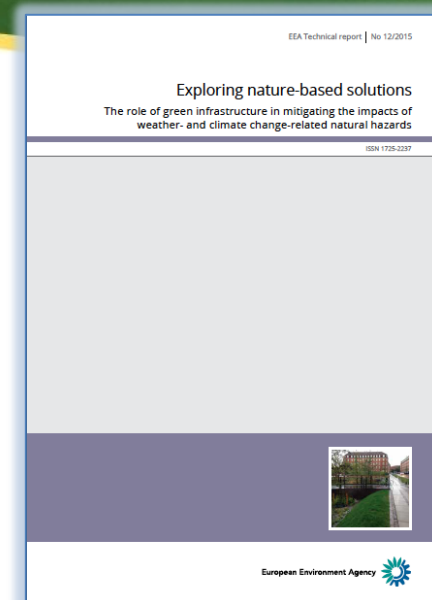 EEA Technical report | No 12/2015
Exploring nature-based solutions
The role of green infrastructure in mitigating the impacts of
weather- and climate change-related natural hazards
ISSN 1725-2237
European Environment Agency